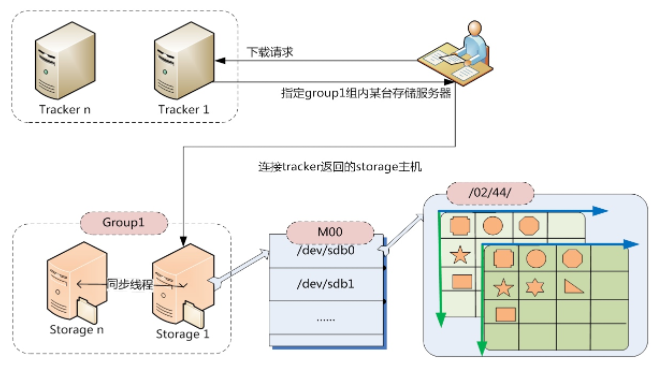 下载请求
Tracker n
Tracker 1
指定group1组内某台存储服务器
连接tracker返回的storage主机
/02/44/
Group1
M00
/dev/sdb0
同步线程
/dev/sdb1
......
Storage n
Storage 1